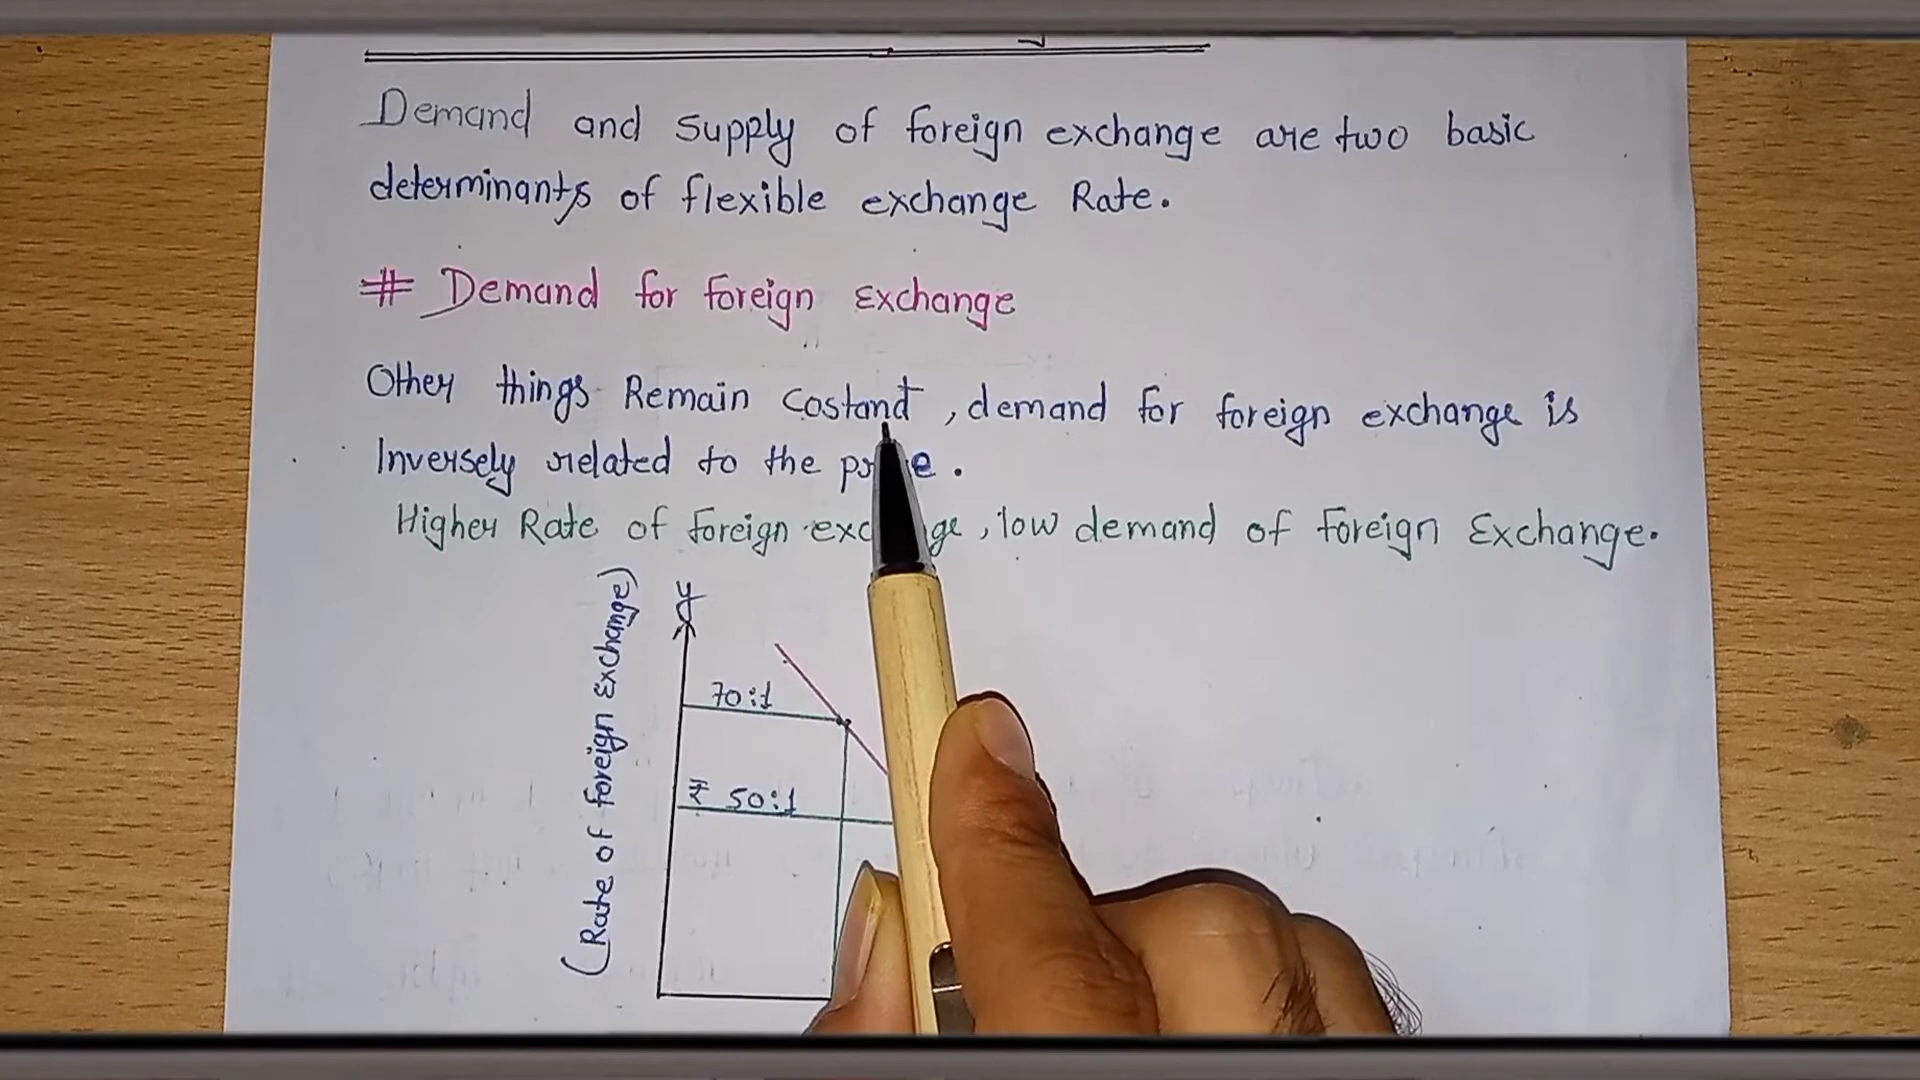 Demand and supply of foreign exchange are two basic
determinants of flexible exchange Rate.
# Demand for foreign Exchange
Other things Remain Costand, demand for foreign exchange is
Inversely related to the
Higher Rate of foreign , low demand of Foreign Exchange.
(Rate of foreign Exchange)
y
70:1
₹ 50:1